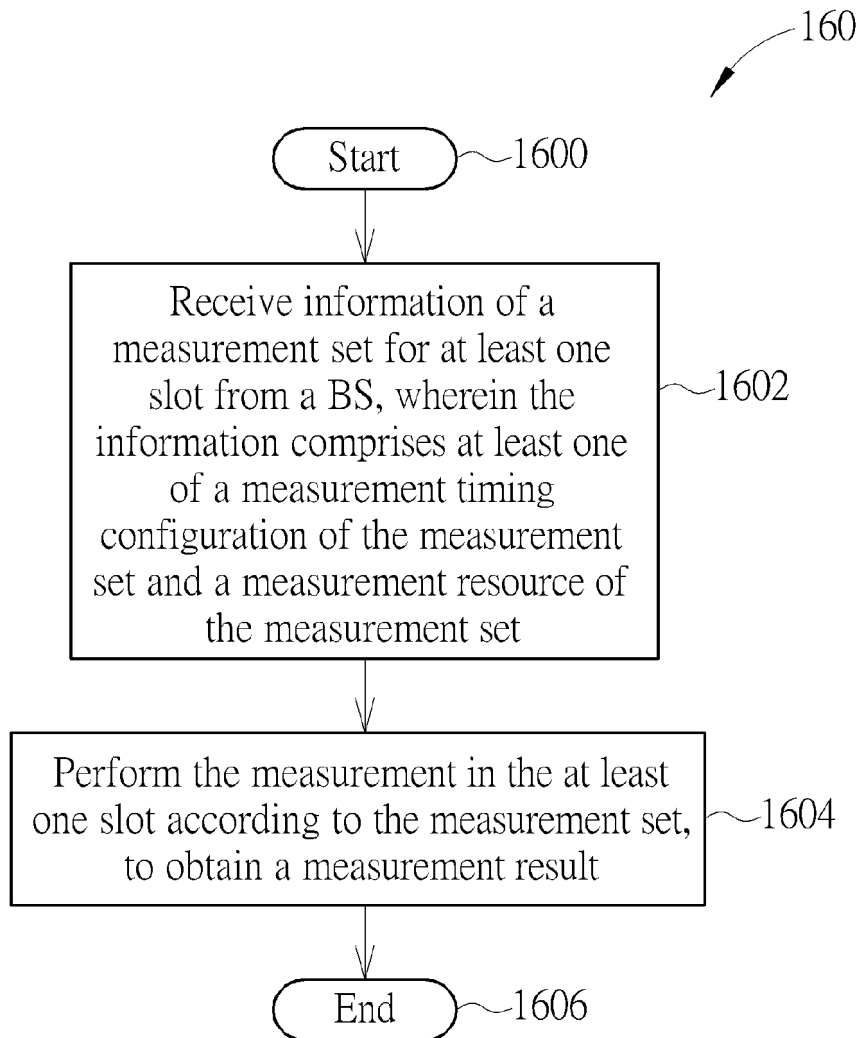 160
Start
1600
Receive information of a
measurement set for at least one
slot from a BS, wherein the
information comprises at least one
of a measurement timing
configuration of the measurement
set and a measurement resource of
the measurement set
1602
Perform the measurement in the at least
one slot according to the measurement set,
to obtain a measurement result
1604
End
1606